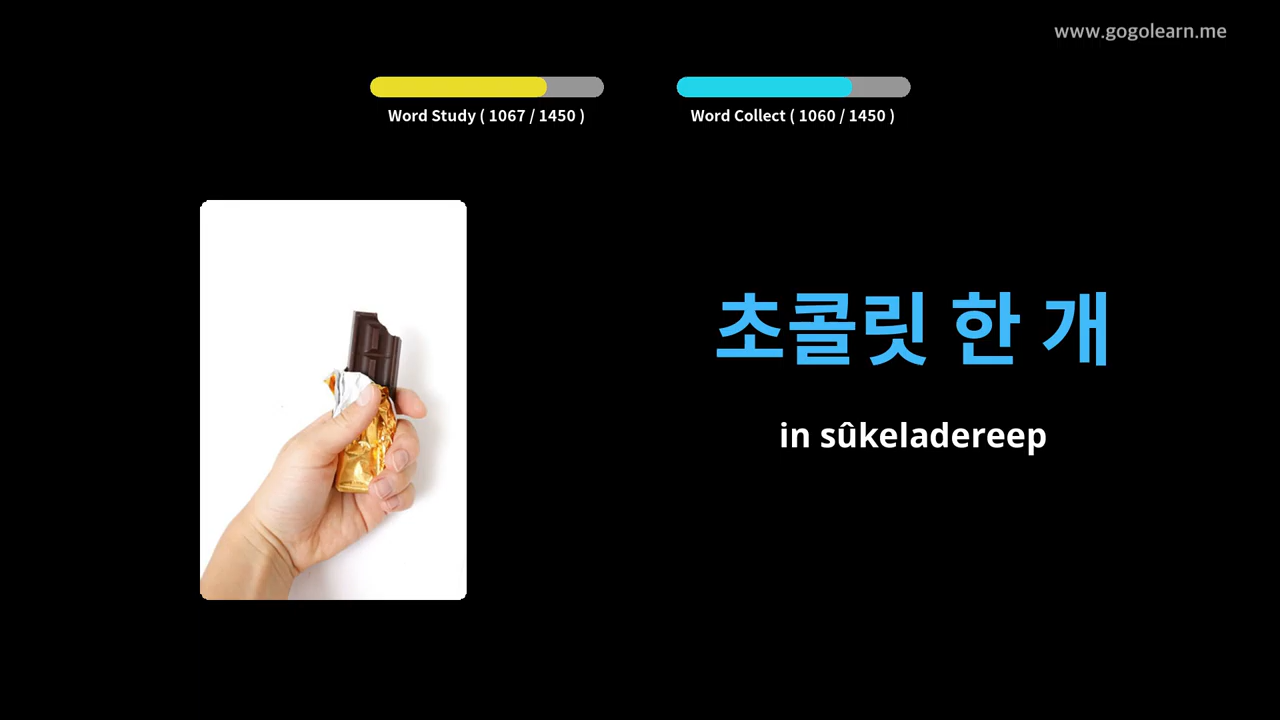 www.gogolearn.me
Word Study ( 1067 / 1450 )
Word Collect ( 1060 / 1450 )
초콜릿 한 개
in sûkeladereep